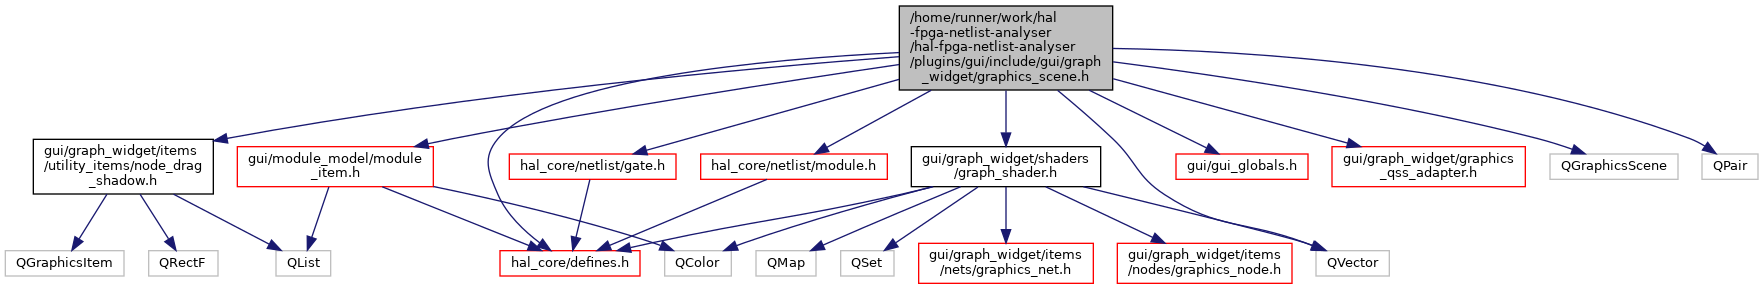 /home/runner/work/hal
-fpga-netlist-analyser
/hal-fpga-netlist-analyser
/plugins/gui/include/gui/graph
_widget/graphics_scene.h
gui/graph_widget/items
/utility_items/node_drag
_shadow.h
gui/module_model/module
_item.h
hal_core/netlist/gate.h
hal_core/netlist/module.h
gui/graph_widget/shaders
/graph_shader.h
gui/gui_globals.h
gui/graph_widget/graphics
_qss_adapter.h
QGraphicsScene
QPair
QGraphicsItem
QRectF
QList
hal_core/defines.h
QColor
QMap
QSet
gui/graph_widget/items
/nets/graphics_net.h
gui/graph_widget/items
/nodes/graphics_node.h
QVector